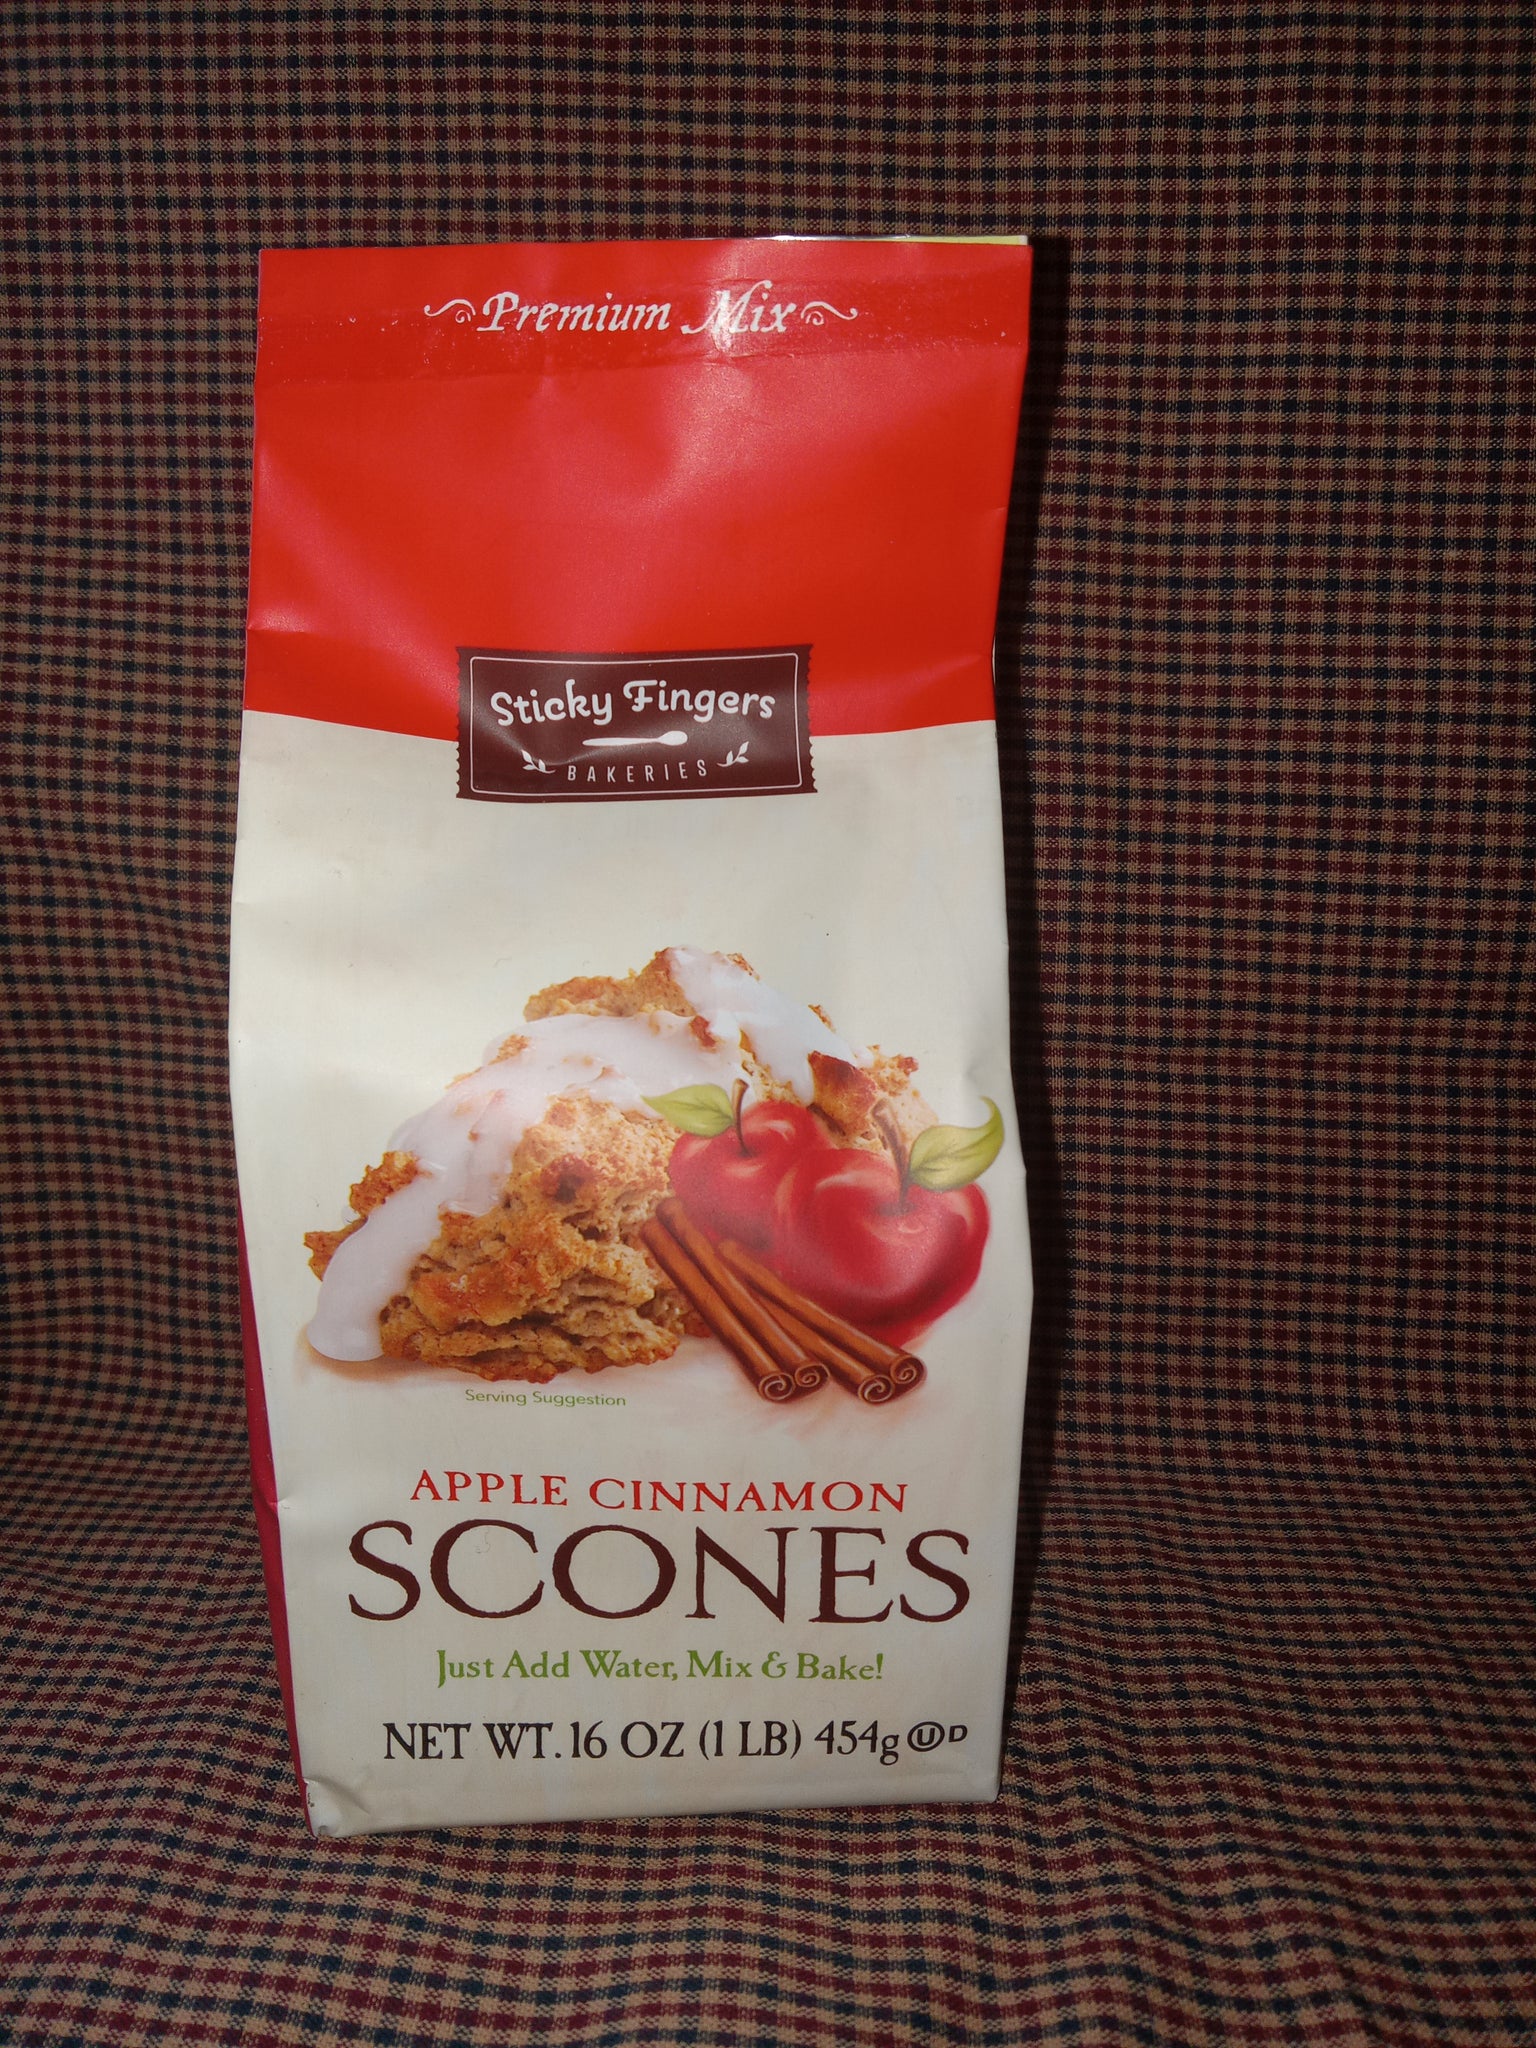 Premium Mix
Sticky Fingers
BAKERIES
Serving Suggestion
APPLE CINNAMON
SCONES
Just Add Water, Mix & Bake!
NET WT. 16 OZ (1 LB) 454g Ⓤ D